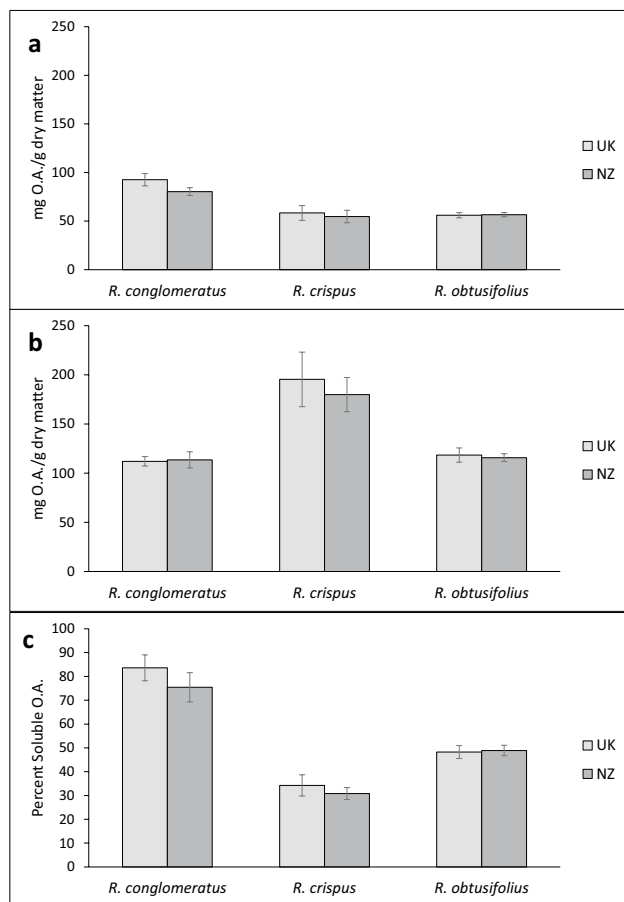 a
mg O.A./g dry matter
250
200
150
100
50
0
R. conglomeratus R. crispus R. obtusifolius
UK
NZ
b
mg O.A./g dry matter
250
200
150
100
50
0
R. conglomeratus R. crispus R. obtusifolius
UK
NZ
c
Percent Soluble O.A.
100
90
80
70
60
50
40
30
20
10
0
R. conglomeratus R. crispus R. obtusifolius
UK
NZ